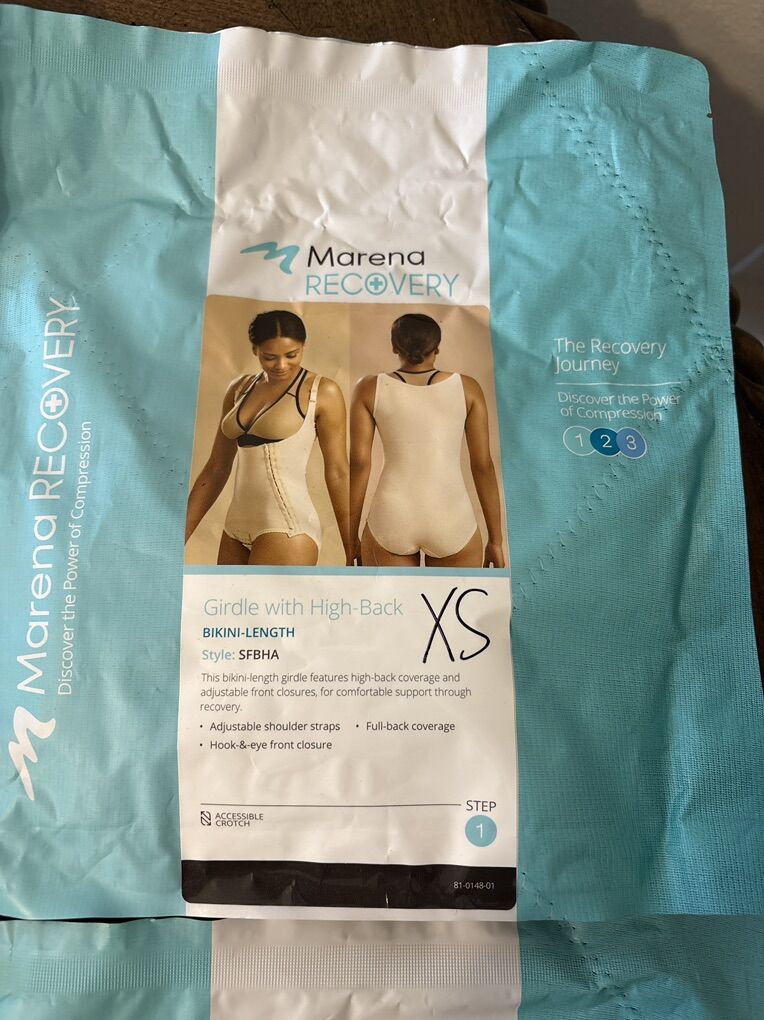 Marena
RECOVERY
Marena RECOVERY
Discover the Power of Compression
The Recovery
Journey
Discover the Power
of Compression
1 2 3
Girdle with High-Back
XS
BIKINI-LENGTH
Style: SFBHA
This bikini-length girdle features high-back coverage and
adjustable front closures, for comfortable support through
recovery.
• Adjustable shoulder straps • Full-back coverage
• Hook-&-eye front closure
STEP
1
ACCESSIBLE
CROTCH
81-0148-01